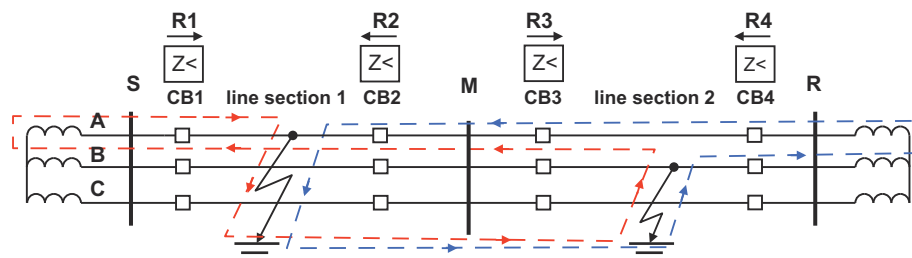 R1 R2 R3 R4
Z< Z< Z< Z<
S M R
CB1 line section 1 CB2 CB3 line section 2 CB4
A
B
C